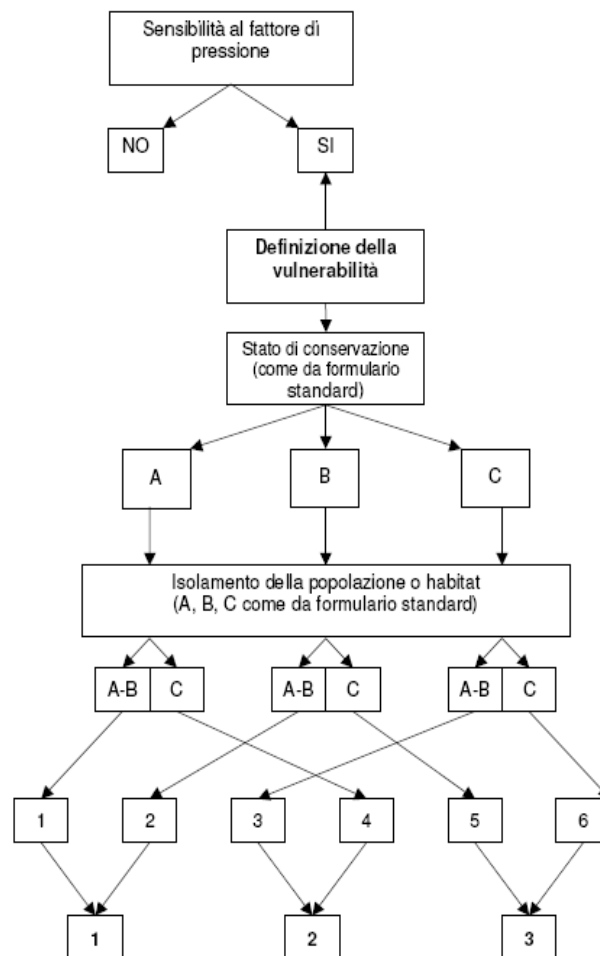 Sensibilità al fattore di
pressione
NO
SI
Definizione della
vulnerabilità
Stato di conservazione
(come da formulario
standard)
A
B
C
Isolamento della popolazione o habitat
(A, B, C come da formulario standard)
A-B C A-B C A-B C
1 2 3 4 5 6
1 2 3